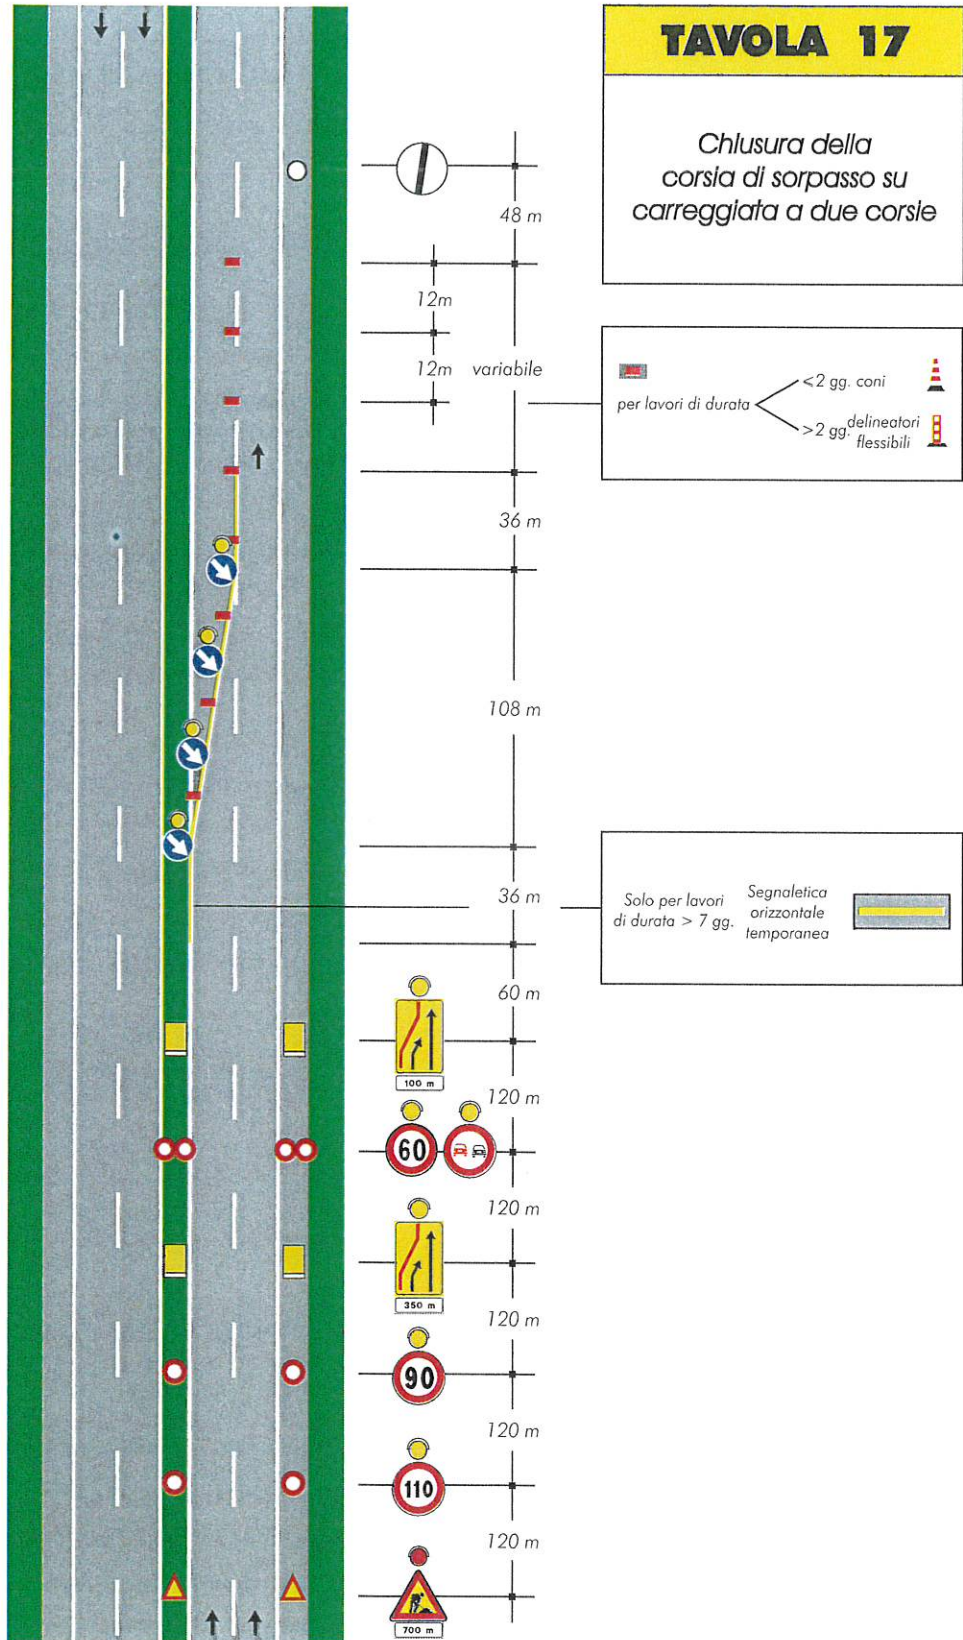 TAVOLA 17
Chiusura della
corsia di sorpasso su
carreggiata a due corsie
48 m
12m
12m variabile
per lavori di durata
<2 gg. coni
>2 gg. delineatori
flessibili
36 m
108 m
36 m
Solo per lavori
di durata > 7 gg.
Segnaletica
orizzontale
temporanea
60 m
100 m
120 m
60
120 m
350 m
120 m
90
120 m
110
120 m
700 m